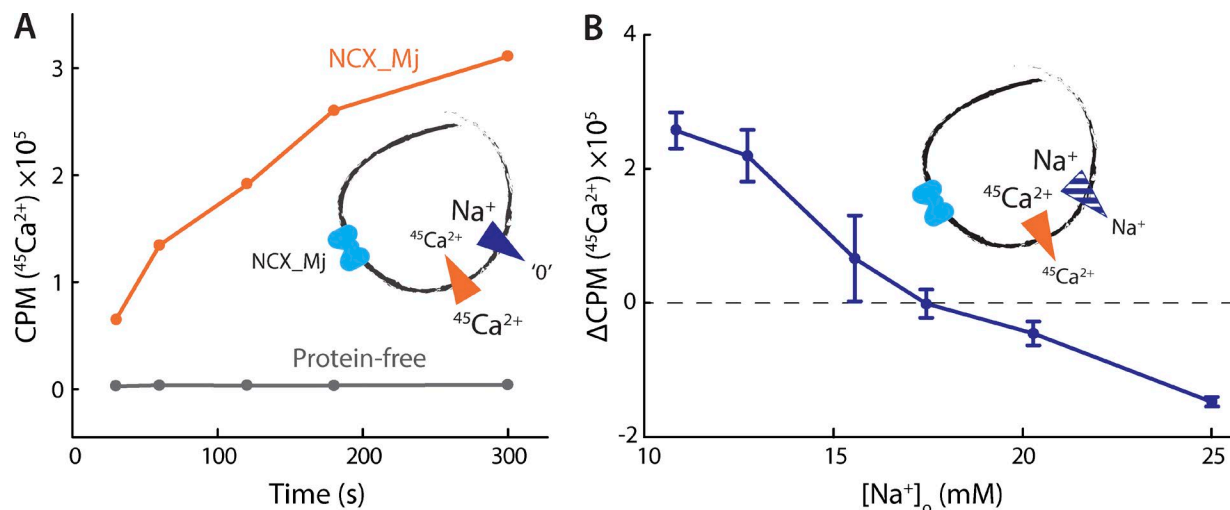 A
CPM (⁴⁵Ca²⁺) ×10⁵
3
2
1
0
NCX_Mj
Na⁺
⁴⁵Ca²⁺
NCX_Mj
'0'
⁴⁵Ca²⁺
Protein-free
0
100
200
300
Time (s)
B
ΔCPM (⁴⁵Ca²⁺) ×10⁵
4
2
0
-2
Na⁺
⁴⁵Ca²⁺
Na⁺
⁴⁵Ca²⁺
10
15
20
25
[Na⁺]ₒ (mM)